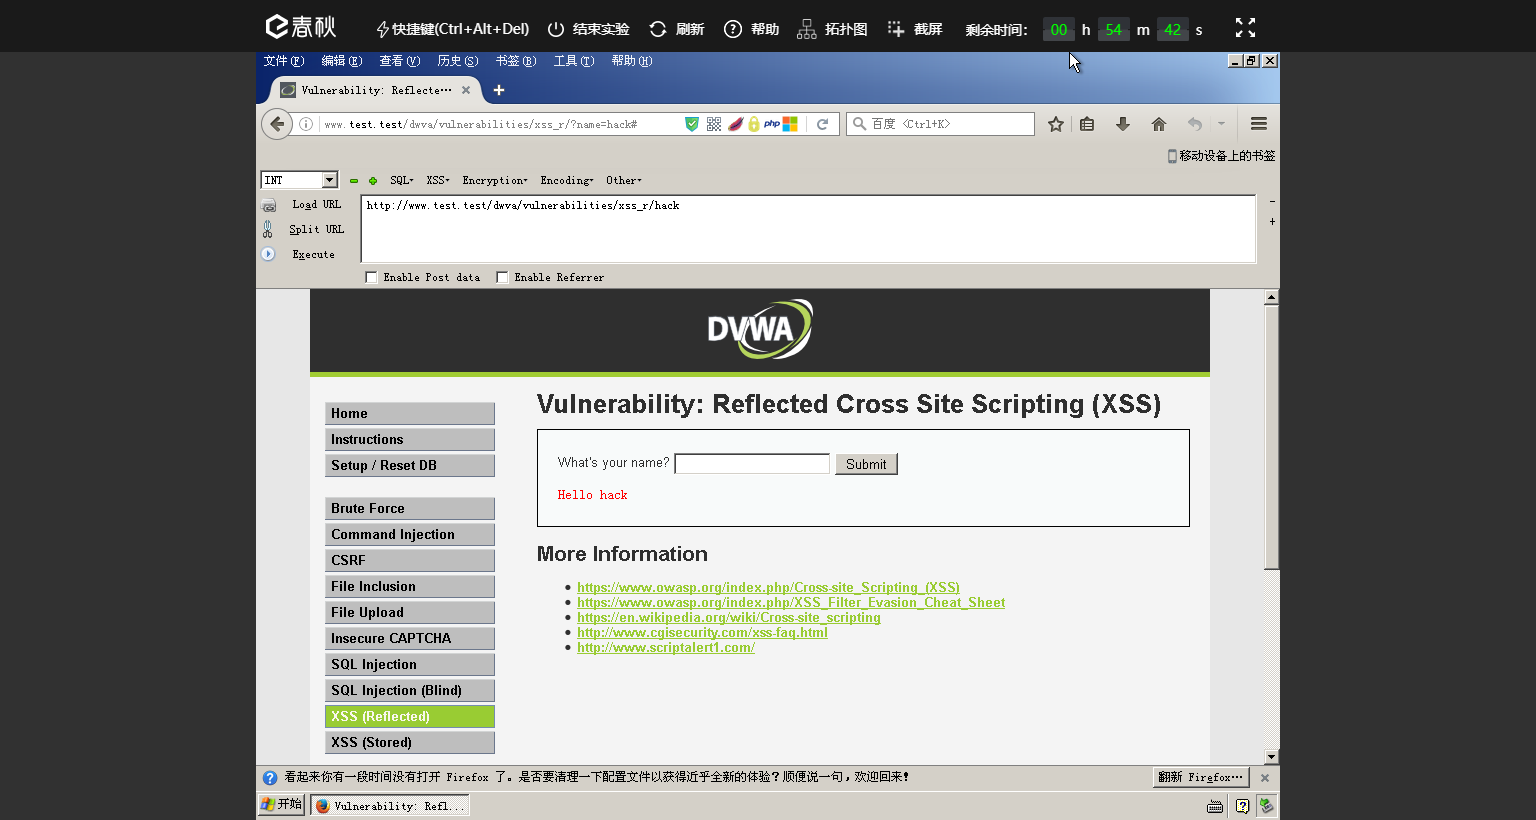 春秋 快捷键(Ctrl+Alt+Del) 结束实验 刷新 帮助 拓扑图 截屏 剩余时间： 00 h 54 m 42 s
文件(F) 编辑(E) 查看(V) 历史(S) 书签(B) 工具(T) 帮助(H)
Vulnerability: Reflecte…
www.test.test/dwva/vulnerabilities/xss_r/?name=hack# php 百度 <Ctrl+K>
移动设备上的书签
INT SQL XSS Encryption Encoding Other
Load URL http://www.test.test/dwva/vulnerabilities/xss_r/hack
Split URL
Execute
Enable Post data Enable Referrer
DVWA
Vulnerability: Reflected Cross Site Scripting (XSS)
Home
Instructions
Setup / Reset DB
Brute Force
Command Injection
CSRF
File Inclusion
File Upload
Insecure CAPTCHA
SQL Injection
SQL Injection (Blind)
XSS (Reflected)
XSS (Stored)
What's your name? Submit
Hello hack
More Information
https://www.owasp.org/index.php/Cross-site_Scripting_(XSS)
https://www.owasp.org/index.php/XSS_Filter_Evasion_Cheat_Sheet
https://en.wikipedia.org/wiki/Cross-site_scripting
http://www.cgisecurity.com/xss-faq.html
http://www.scriptalert1.com/
看起来你有一段时间没有打开 Firefox 了。是否要清理一下配置文件以获得近乎全新的体验？顺便说一句，欢迎回来！ 翻新 Firefox…
开始 Vulnerability: Refl...